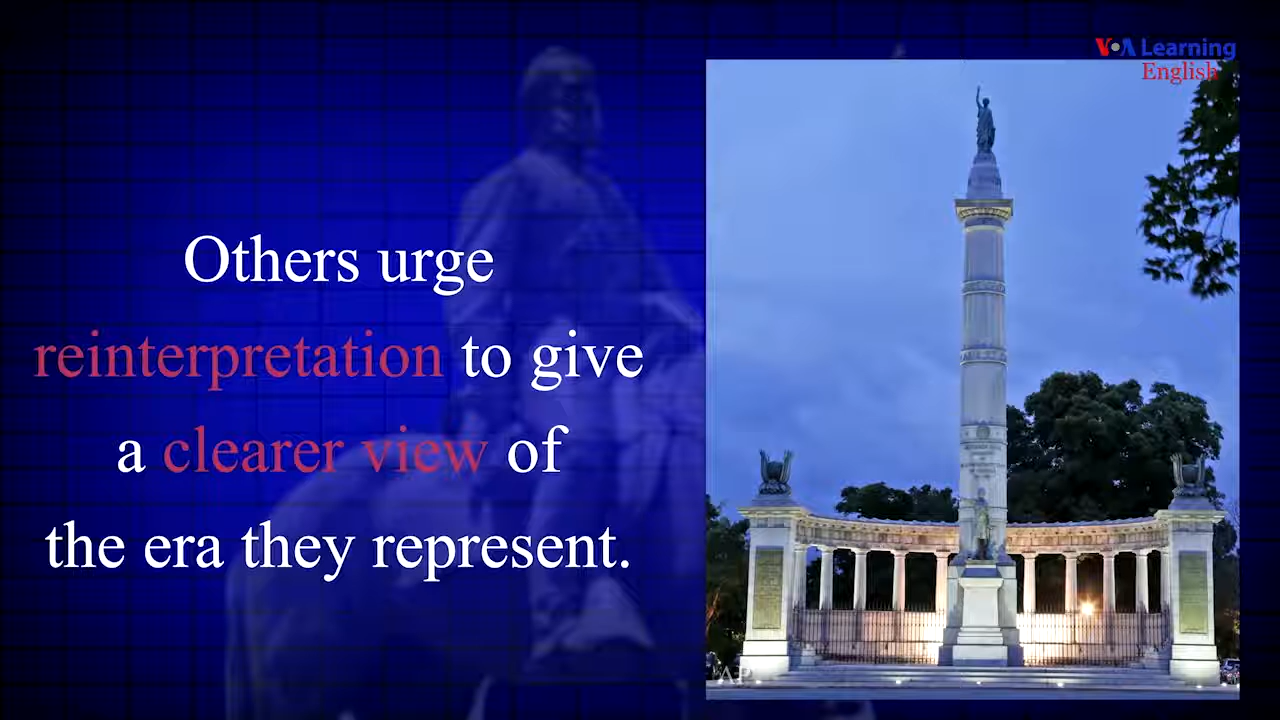 VOA Learning
English
Others urge
reinterpretation to give
a clearer view of
the era they represent.
AP